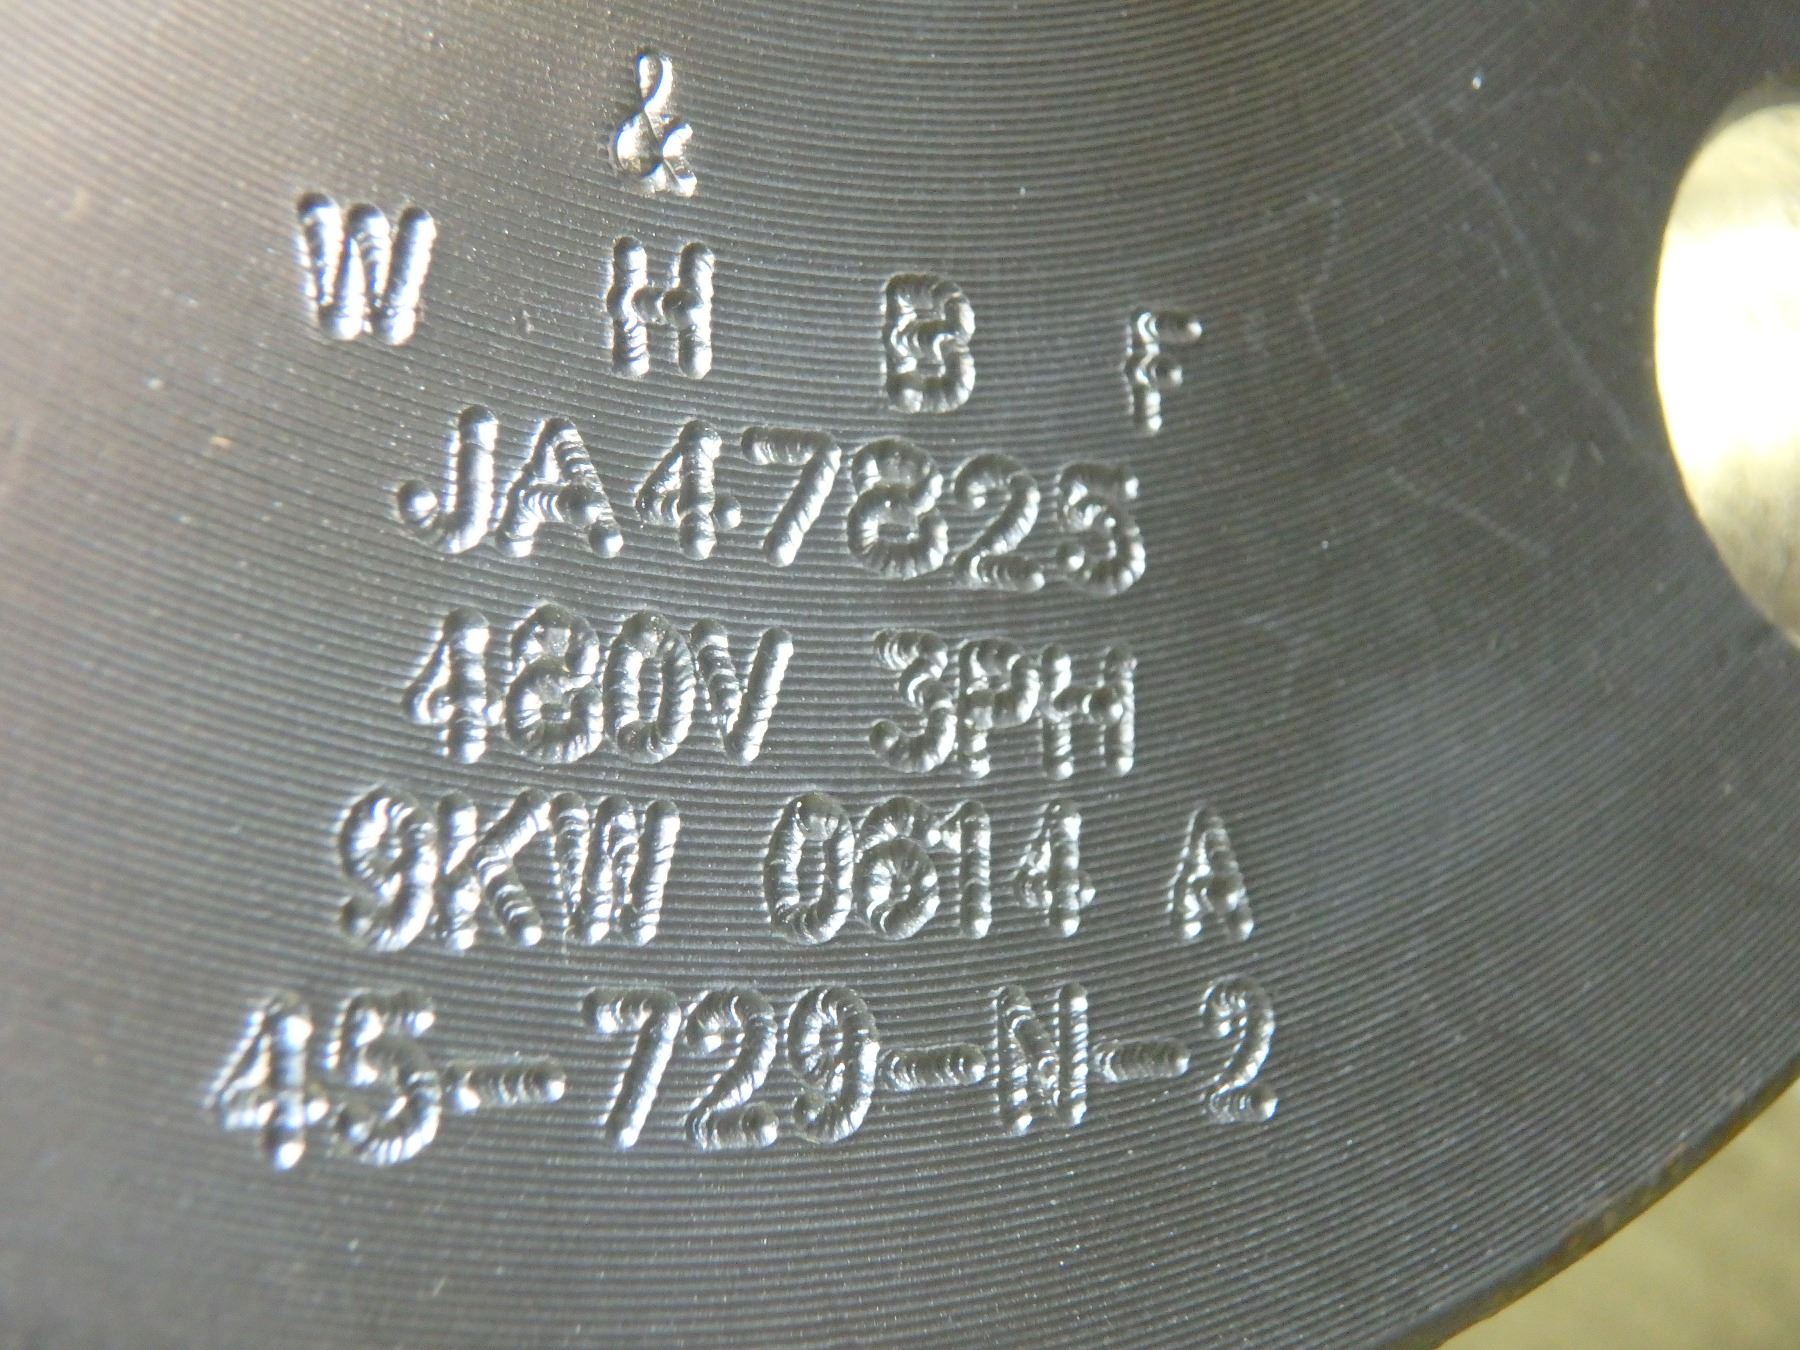 &
W H B F
JA47825
480V 3PH
9KW 0614 A
45-729-N-2